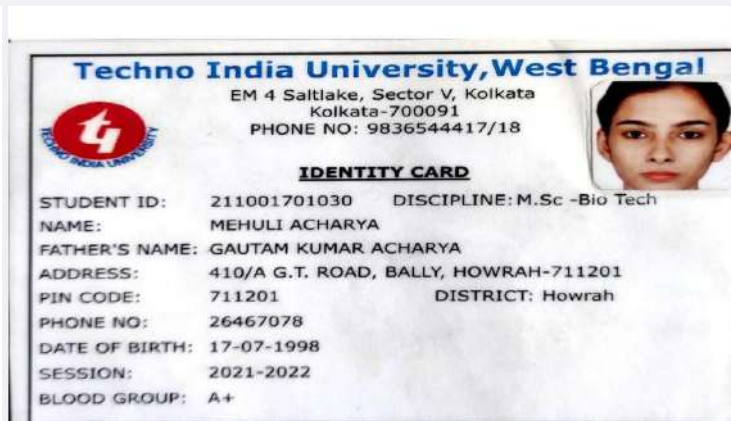 Techno India University,West Bengal
EM 4 Saltlake, Sector V, Kolkata
Kolkata-700091
PHONE NO: 9836544417/18
TECHNO INDIA UNIVERSITY
IDENTITY CARD
STUDENT ID: 211001701030 DISCIPLINE: M.Sc -Bio Tech
NAME: MEHULI ACHARYA
FATHER'S NAME: GAUTAM KUMAR ACHARYA
ADDRESS: 410/A G.T. ROAD, BALLY, HOWRAH-711201
PIN CODE: 711201 DISTRICT: Howrah
PHONE NO: 26467078
DATE OF BIRTH: 17-07-1998
SESSION: 2021-2022
BLOOD GROUP: A+